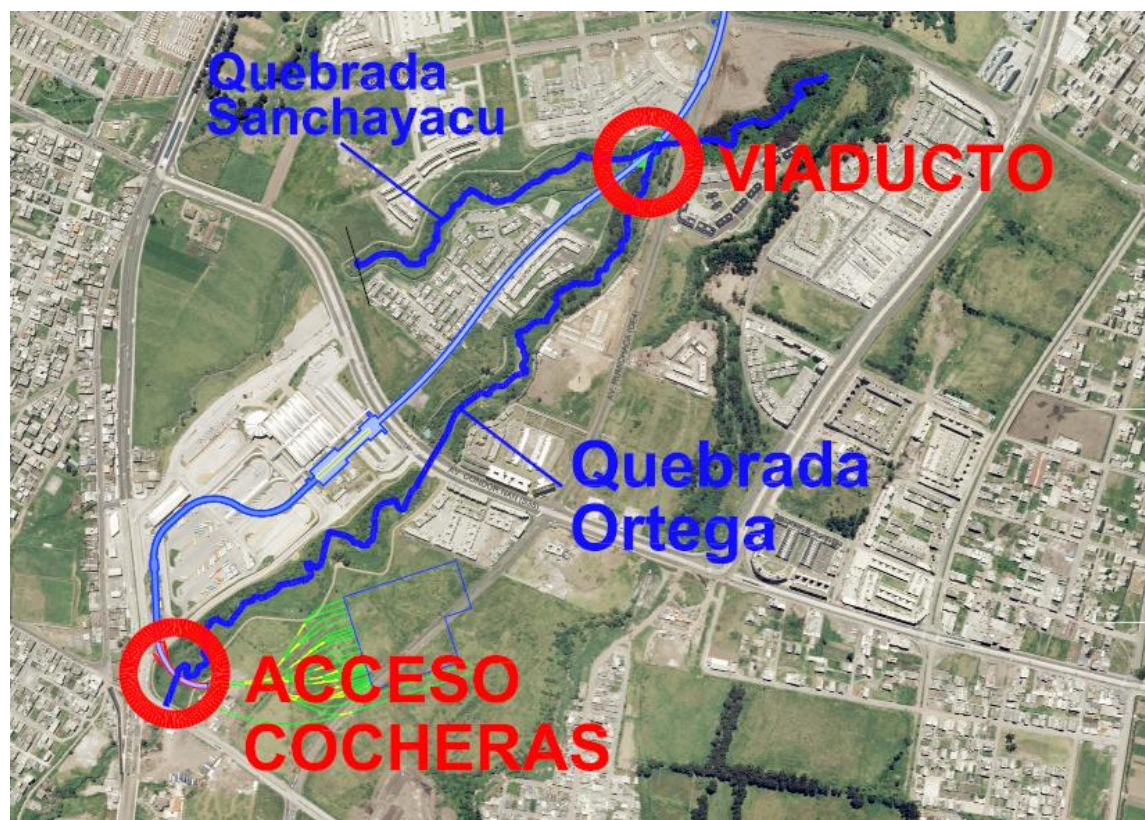 Quebrada
Sanchayacu
VIADUCTO
Quebrada
Ortega
ACCESO
COCHERAS